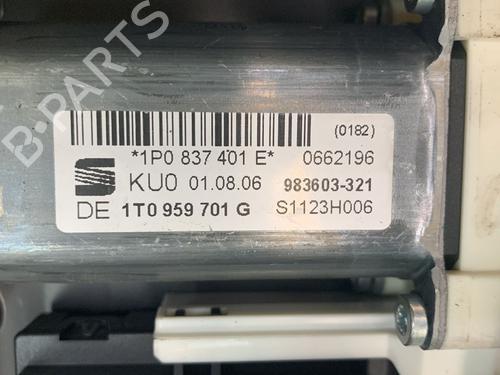 (0182)
*1P0 837 401 E* 0662196
KU0 01.08.06 983603-321
DE 1T0 959 701 G S1123H006
B-PARTS